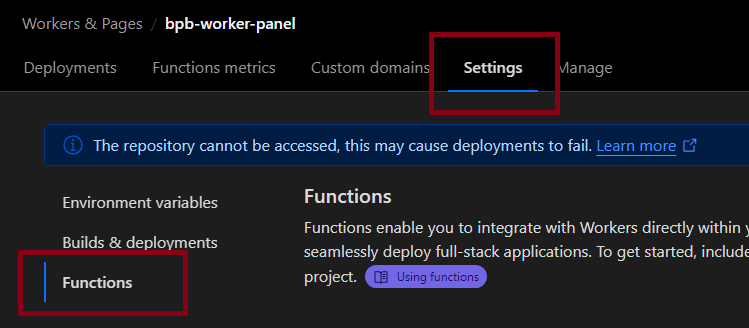 Workers & Pages / bpb-worker-panel
Deployments Functions metrics Custom domains Settings Manage
The repository cannot be accessed, this may cause deployments to fail. Learn more
Environment variables
Builds & deployments
Functions
Functions
Functions enable you to integrate with Workers directly within
seamlessly deploy full-stack applications. To get started, include
project. Using functions